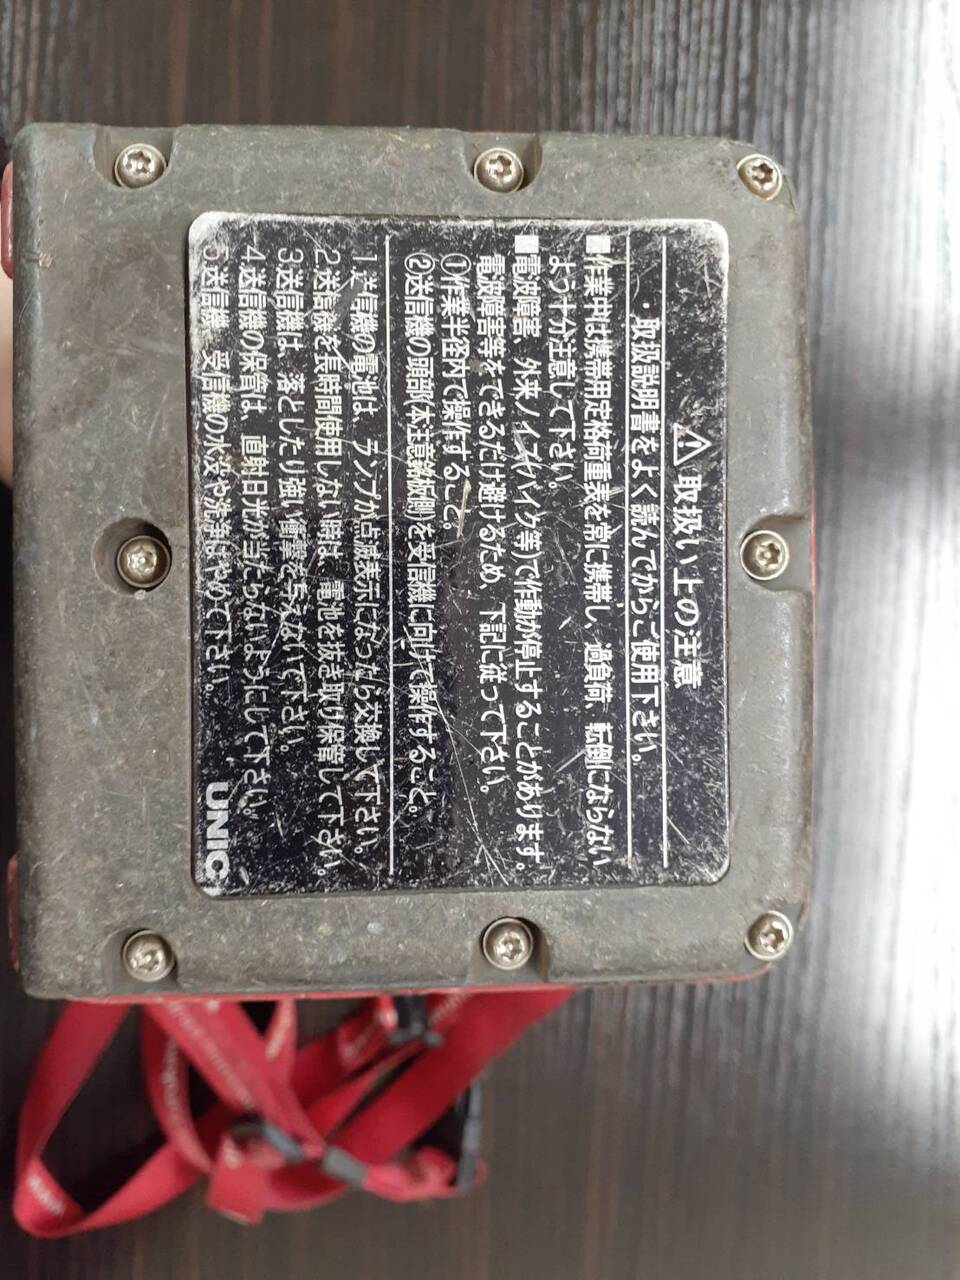 ⚠取扱い上の注意
・取扱説明書をよく読んでからご使用下さい。
■作業中は携帯用定格荷重表を常に携帯し、過負荷、転倒にならない
よう十分注意して下さい。
■電波障害、外来ノイズ(バイク等)で作動が停止することがあります。
電波障害等をできるだけ避けるため、下記に従って下さい。
①作業半径内で操作すること。
②送信機の頭部(本注意銘板側)を受信機に向けて操作すること。
1送信機の電池は、ランプが点滅表示になったら交換して下さい。
2送信機を長時間使用しない時は、電池を抜き取り保管して下さい。
3送信機は、落としたり強い衝撃を与えないで下さい。
4送信機の保管は、直射日光が当たらないようにして下さい。
5送信機、受信機の水没や洗浄はやめて下さい。
UNIC